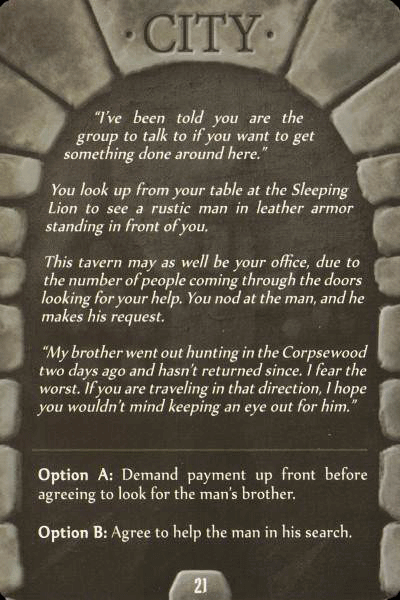 · CITY ·
“I’ve been told you are the
group to talk to if you want to get
something done around here.”
You look up from your table at the Sleeping
Lion to see a rustic man in leather armor
standing in front of you.
This tavern may as well be your office, due to
the number of people coming through the doors
looking for your help. You nod at the man, and he
makes his request.
“My brother went out hunting in the Corpsewood
two days ago and hasn’t returned since. I fear the
worst. If you are traveling in that direction, I hope
you wouldn’t mind keeping an eye out for him.”
Option A: Demand payment up front before
agreeing to look for the man’s brother.
Option B: Agree to help the man in his search.
21